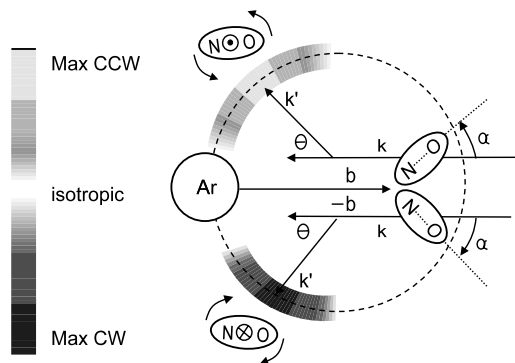 N O
Max CCW
k'
Θ
k
N O
α
isotropic
Ar
b
–b
Θ
k
N O
α
k'
N O
Max CW